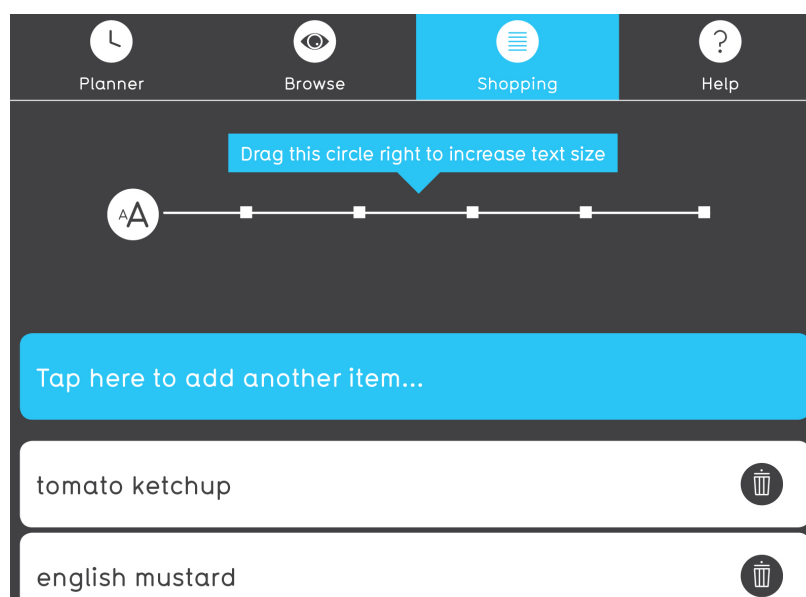 Planner
Browse
Shopping
Help
Drag this circle right to increase text size
AA
Tap here to add another item...
tomato ketchup
english mustard